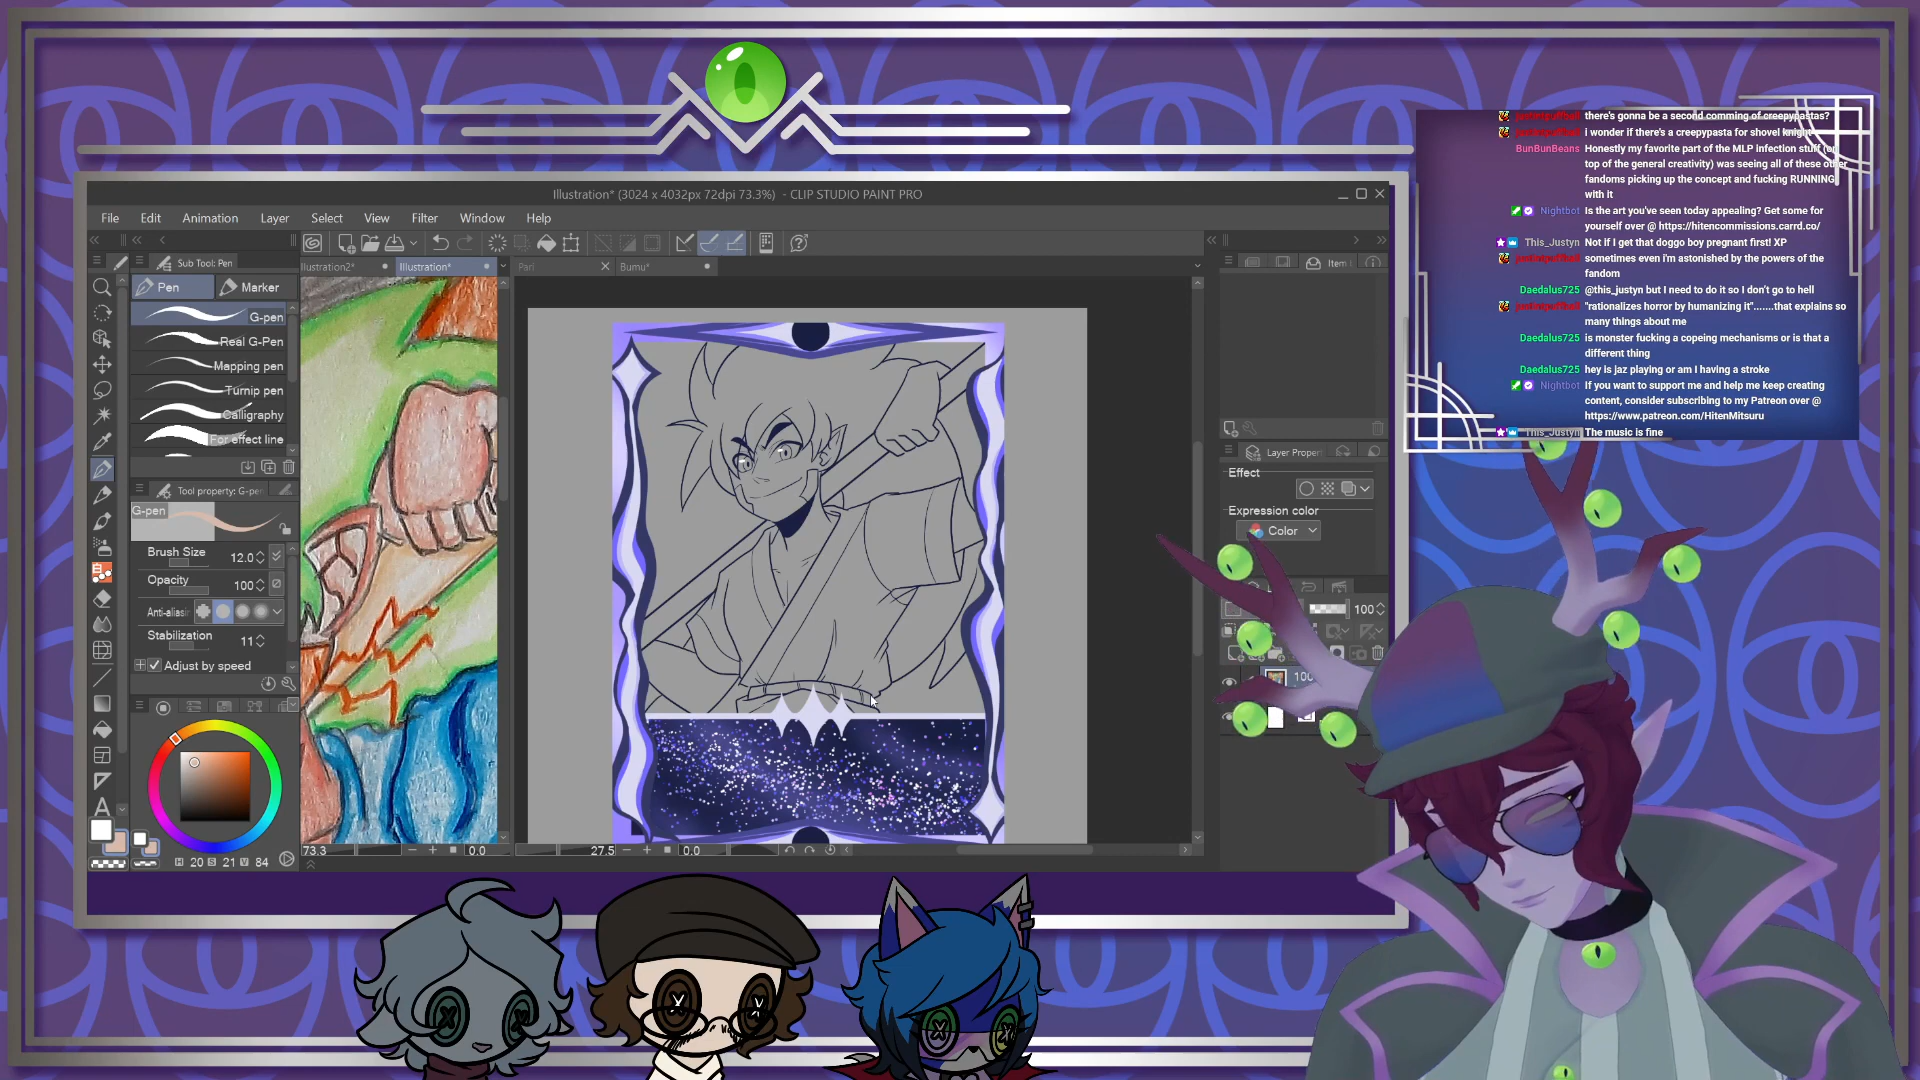 Illustration* (3024 x 4032px 72dpi 73.3%) - CLIP STUDIO PAINT PRO
File Edit Animation Layer Select View Filter Window Help
Sub Tool: Pen
Illustration2* Illustration* Pari Bumu*
Pen Marker
G-pen
Real G-Pen
Mapping pen
Turnip pen
Calligraphy
For effect line
Tool property: G-pe
G-pen
Brush Size 12.0
Opacity 100
Anti-alias
Stabilization 11
Adjust by speed
H 20 S 21 V 84
73.3 0.0 27.5 0.0
Item
Layer Proper
Effect
Expression color
Color
100
100
there's gonna be a second comming of creepypastas?
i wonder if there's a creepypasta for shovel knight
BunBunBeans Honestly my favorite part of the MLP infection stuff (on
top of the general creativity) was seeing all of these other
fandoms picking up the concept and fucking RUNNING
with it
Nightbot Is the art you've seen today appealing? Get some for
yourself over @ https://hitencommissions.carrd.co/
This_Justyn Not if I get that doggo boy pregnant first! XP
sometimes even i'm astonished by the powers of the
fandom
Daedalus725 @this_justyn but I need to do it so I don't go to hell
"rationalizes horror by humanizing it".......that explains so
many things about me
Daedalus725 is monster fucking a copeing mechanisms or is that a
different thing
Daedalus725 hey is jaz playing or am I having a stroke
Nightbot If you want to support me and help me keep creating
content, consider subscribing to my Patreon over @
https://www.patreon.com/HitenMitsuru
This_Justyn The music is fine